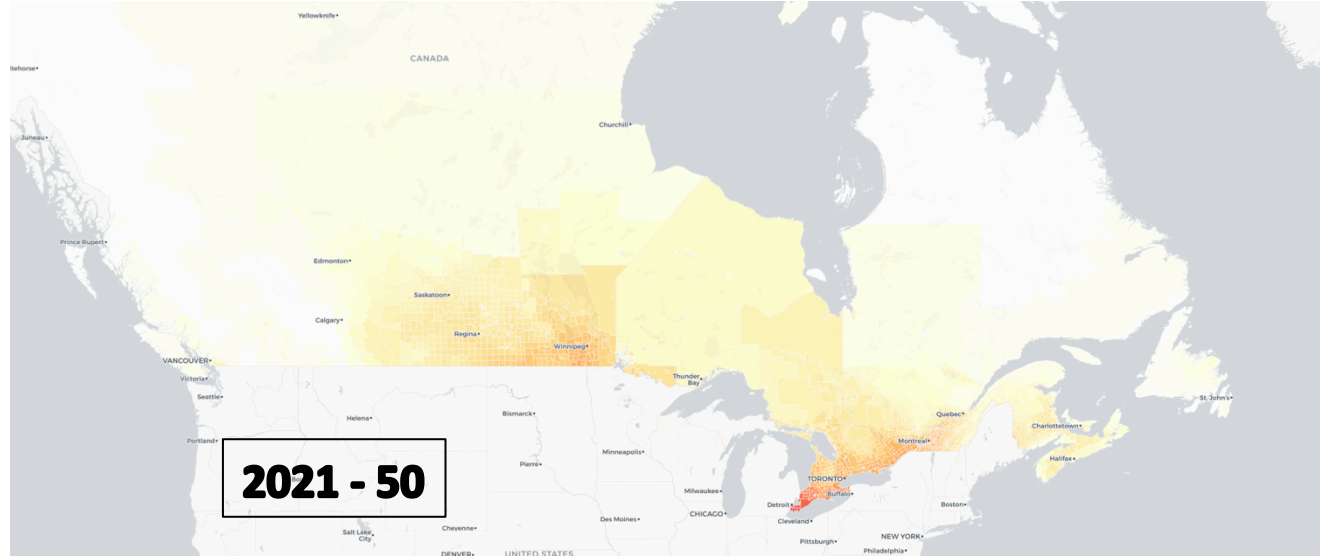 Yellowknife
CANADA
itehorse
Churchill
Juneau
Prince Rupert
Edmonton
Saskatoon
Calgary
Regina
Winnipeg
VANCOUVER
Victoria
Thunder
Bay
Seattle
St. John's
Helena
Bismarck
Quebec
Charlottetown
Portland
Montreal
Minneapolis
Halifax
Pierre
2021 - 50
TORONTO
Milwaukee
Buffalo
Detroit
Boston
CHICAGO
Des Moines
Cleveland
Salt Lake
City
Cheyenne
NEW YORK
Pittsburgh
Philadelphia
DENVER
UNITED STATES